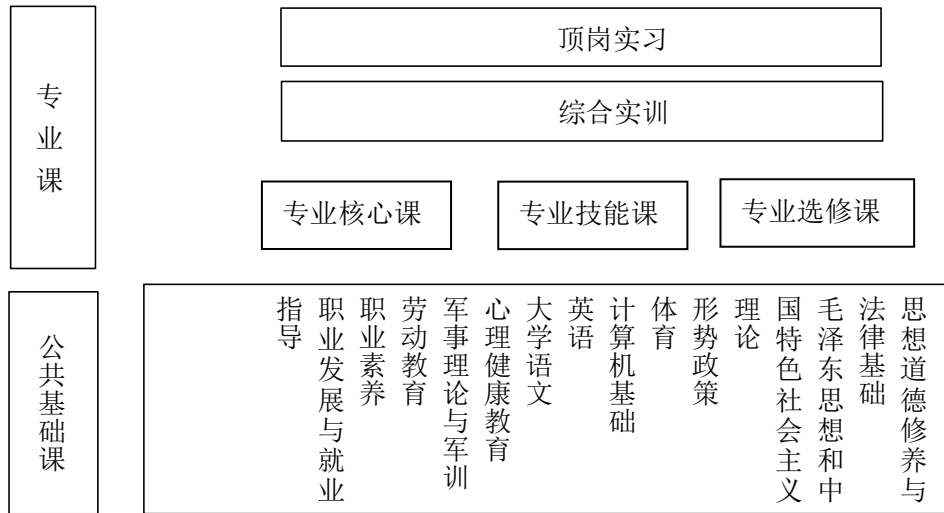 专业课
顶岗实习
综合实训
专业核心课
专业技能课
专业选修课
公共基础课
思想道德修养与
法律基础
毛泽东思想和中
国特色社会主义
理论
形势政策
体育
计算机基础
英语
大学语文
心理健康教育
军事理论与军训
劳动教育
职业素养
职业发展与就业
指导